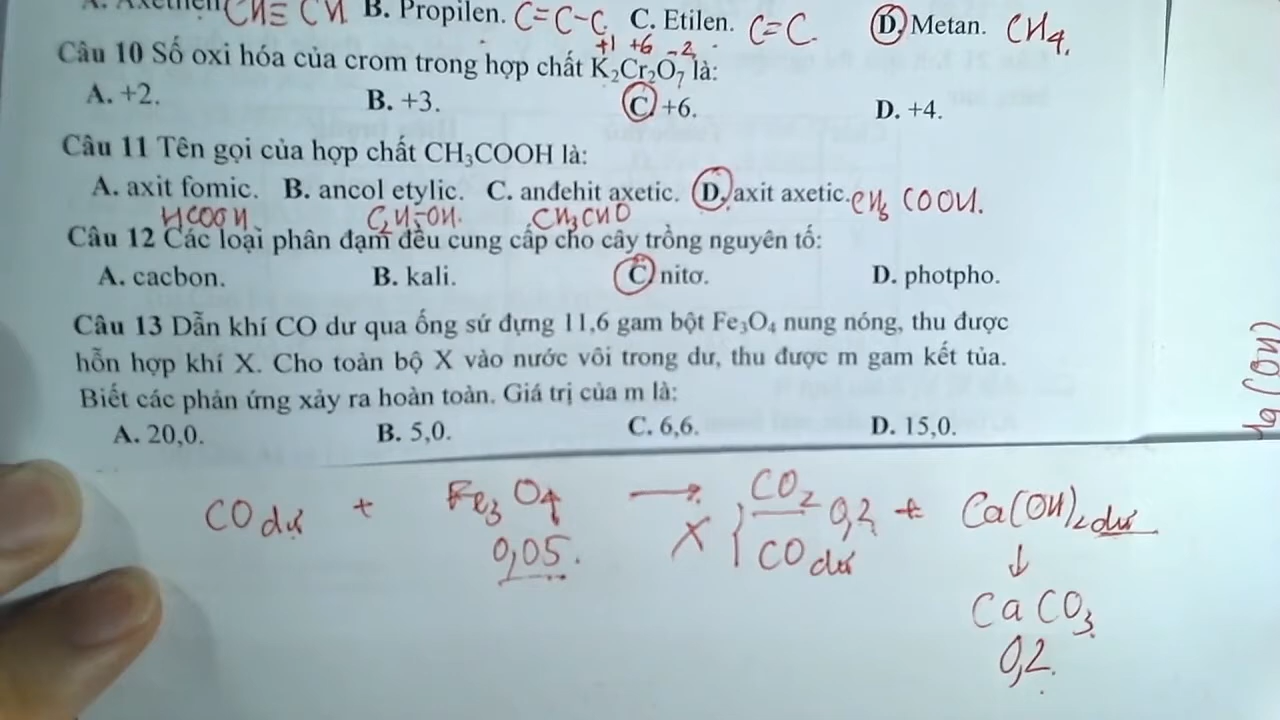 CH≡CH B. Propilen. C=C-C. C. Etilen. C=C. D. Metan. CH4.
+1 +6 -2
Câu 10 Số oxi hóa của crom trong hợp chất K2Cr2O7 là:
A. +2. B. +3. C. +6. D. +4.
Câu 11 Tên gọi của hợp chất CH3COOH là:
A. axit fomic. B. ancol etylic. C. anđehit axetic. D. axit axetic. CH3 COOH.
HCOOH C2H5OH. CH3CHO
Câu 12 Các loại phân đạm đều cung cấp cho cây trồng nguyên tố:
A. cacbon. B. kali. C. nitơ. D. photpho.
Câu 13 Dẫn khí CO dư qua ống sứ đựng 11,6 gam bột Fe3O4 nung nóng, thu được
hỗn hợp khí X. Cho toàn bộ X vào nước vôi trong dư, thu được m gam kết tủa.
Biết các phản ứng xảy ra hoàn toàn. Giá trị của m là:
A. 20,0. B. 5,0. C. 6,6. D. 15,0.
CO dư + Fe3O4 → X { CO2 0,2 + Ca(OH)2 dư
0,05. CO dư ↓
CaCO3
0,2.